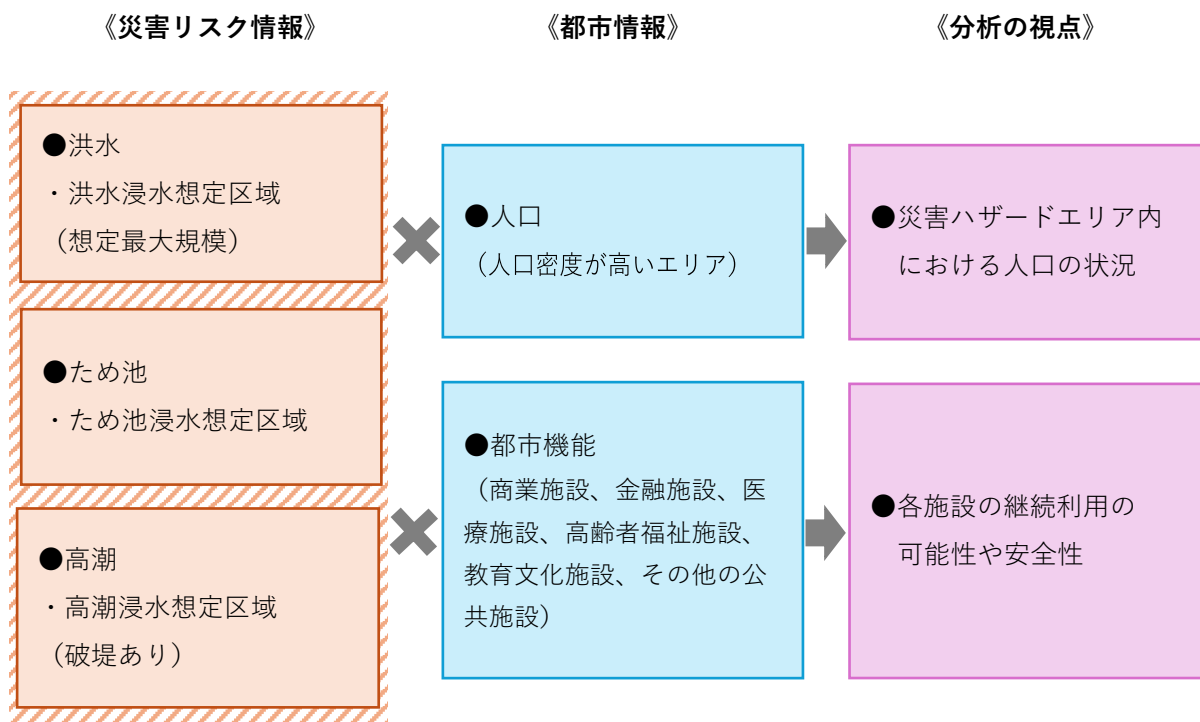 《災害リスク情報》
《都市情報》
《分析の視点》
●洪水
・洪水浸水想定区域
（想定最大規模）
●ため池
・ため池浸水想定区域
●高潮
・高潮浸水想定区域
（破堤あり）
●人口
（人口密度が高いエリア）
●都市機能
（商業施設、金融施設、医
療施設、高齢者福祉施設、
教育文化施設、その他の公
共施設）
●災害ハザードエリア内
における人口の状況
●各施設の継続利用の
可能性や安全性